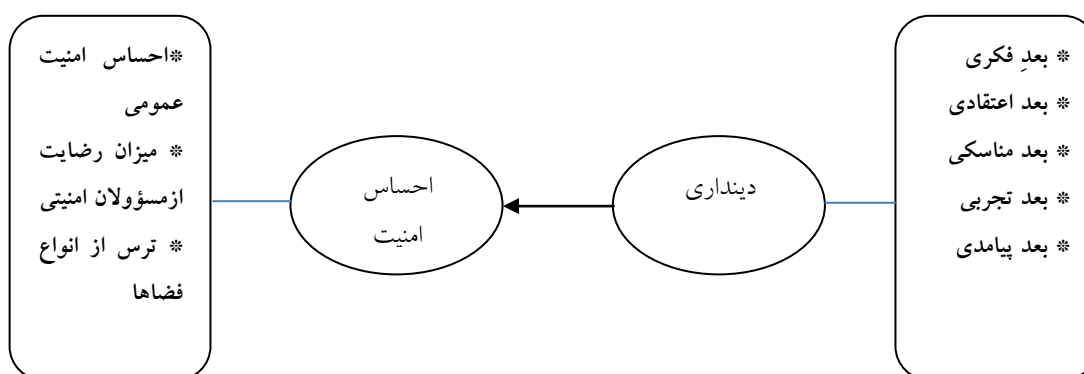 * بعدِ فکری
* بعد اعتقادی
* بعد مناسکی
* بعد تجربی
* بعد پیامدی
دینداری
احساس
امنیت
*احساس امنیت
عمومی
* میزان رضایت
ازمسؤولان امنیتی
* ترس از انواع
فضاها